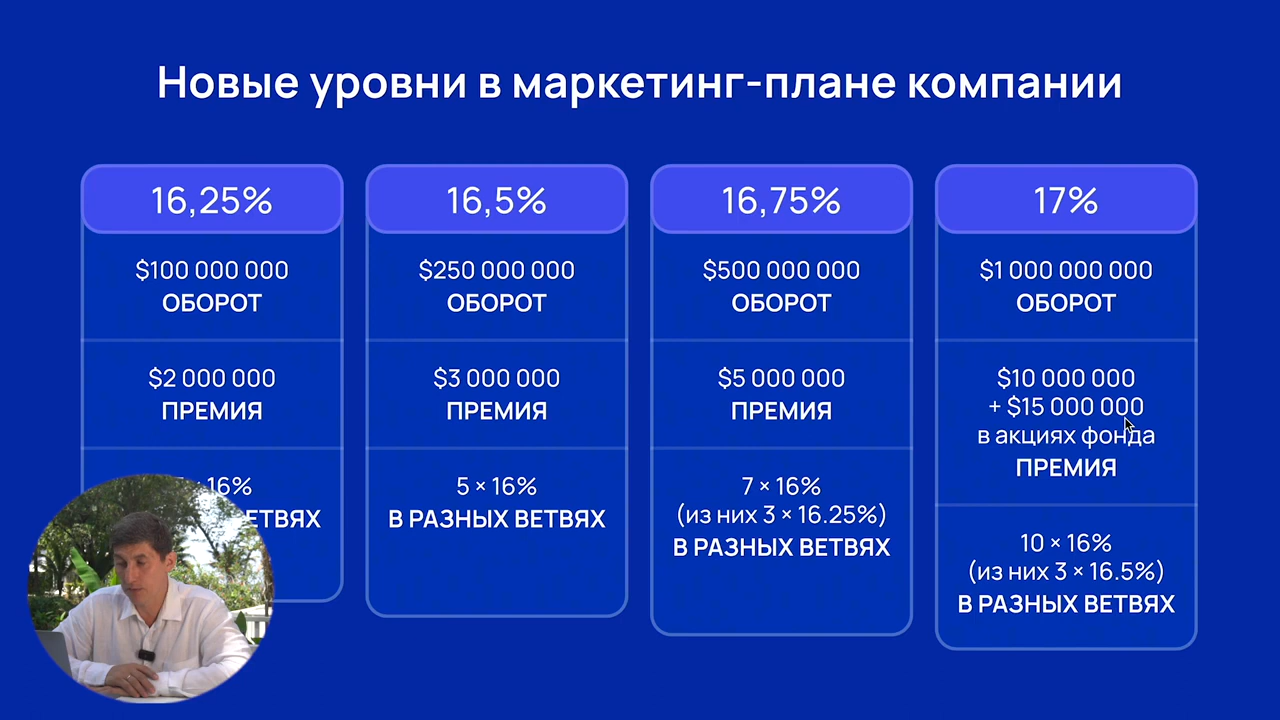 Новые уровни в маркетинг-плане компании
16,25%
$100 000 000
ОБОРОТ
$2 000 000
ПРЕМИЯ
16%
16,5%
$250 000 000
ОБОРОТ
$3 000 000
ПРЕМИЯ
5 × 16%
В РАЗНЫХ ВЕТВЯХ
16,75%
$500 000 000
ОБОРОТ
$5 000 000
ПРЕМИЯ
7 × 16%
(из них 3 × 16.25%)
В РАЗНЫХ ВЕТВЯХ
17%
$1 000 000 000
ОБОРОТ
$10 000 000
+ $15 000 000
в акциях фонда
ПРЕМИЯ
10 × 16%
(из них 3 × 16.5%)
В РАЗНЫХ ВЕТВЯХ